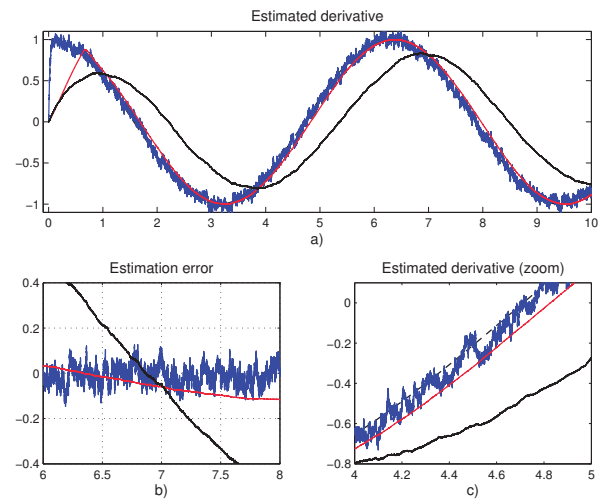 Estimated derivative
1
0.5
0
−0.5
−1
0 1 2 3 4 5 6 7 8 9 10
a)
Estimation error
0.4
0.2
0
−0.2
−0.4
6 6.5 7 7.5 8
b)
Estimated derivative (zoom)
0
−0.2
−0.4
−0.6
−0.8
4 4.2 4.4 4.6 4.8 5
c)